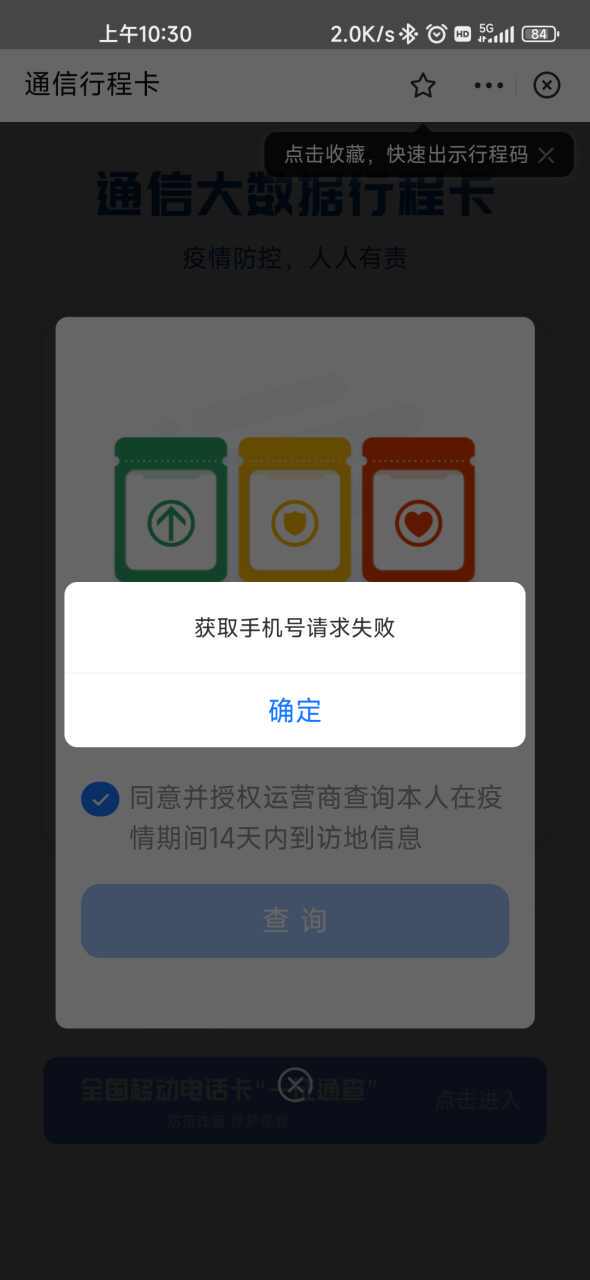 上午10:30
2.0K/s
HD
5G
84
通信行程卡
点击收藏，快速出示行程码
通信大数据行程卡
疫情防控，人人有责
获取手机号请求失败
确定
同意并授权运营商查询本人在疫
情期间14天内到访地信息
查 询
全国移动电话卡“一证通查”
点击进入